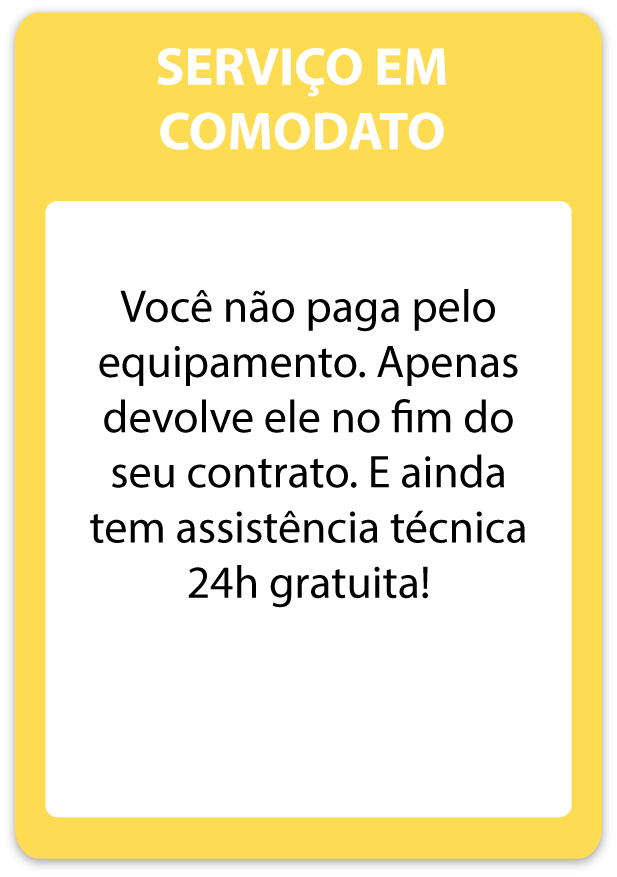 SERVIÇO EM
COMODATO
Você não paga pelo
equipamento. Apenas
devolve ele no fim do
seu contrato. E ainda
tem assistência técnica
24h gratuita!